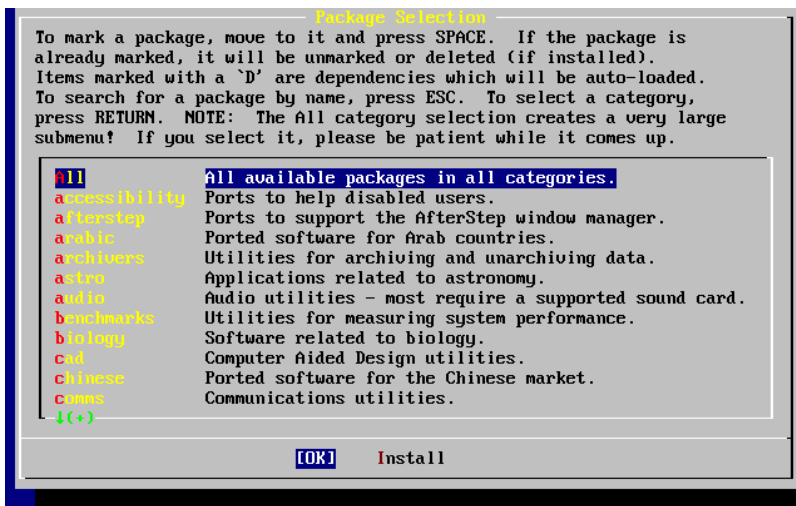 Package Selection
To mark a package, move to it and press SPACE.  If the package is
already marked, it will be unmarked or deleted (if installed).
Items marked with a `D' are dependencies which will be auto-loaded.
To search for a package by name, press ESC.  To select a category,
press RETURN.  NOTE:  The All category selection creates a very large
submenu!  If you select it, please be patient while it comes up.
All All available packages in all categories.
accessibility Ports to help disabled users.
afterstep Ports to support the AfterStep window manager.
arabic Ported software for Arab countries.
archivers Utilities for archiving and unarchiving data.
astro Applications related to astronomy.
audio Audio utilities - most require a supported sound card.
benchmarks Utilities for measuring system performance.
biology Software related to biology.
cad Computer Aided Design utilities.
chinese Ported software for the Chinese market.
comms Communications utilities.
↓(+)
[OK] Install